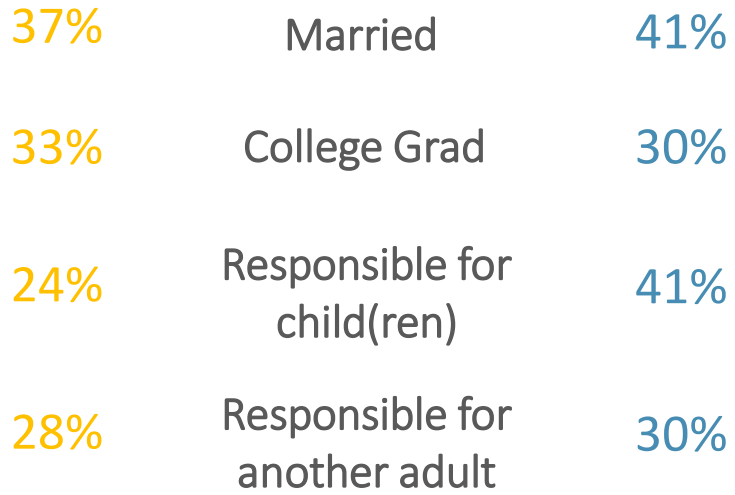 37% Married 41%
33% College Grad 30%
Responsible for
24% child(ren) 41%
Responsible for
28% another adult 30%